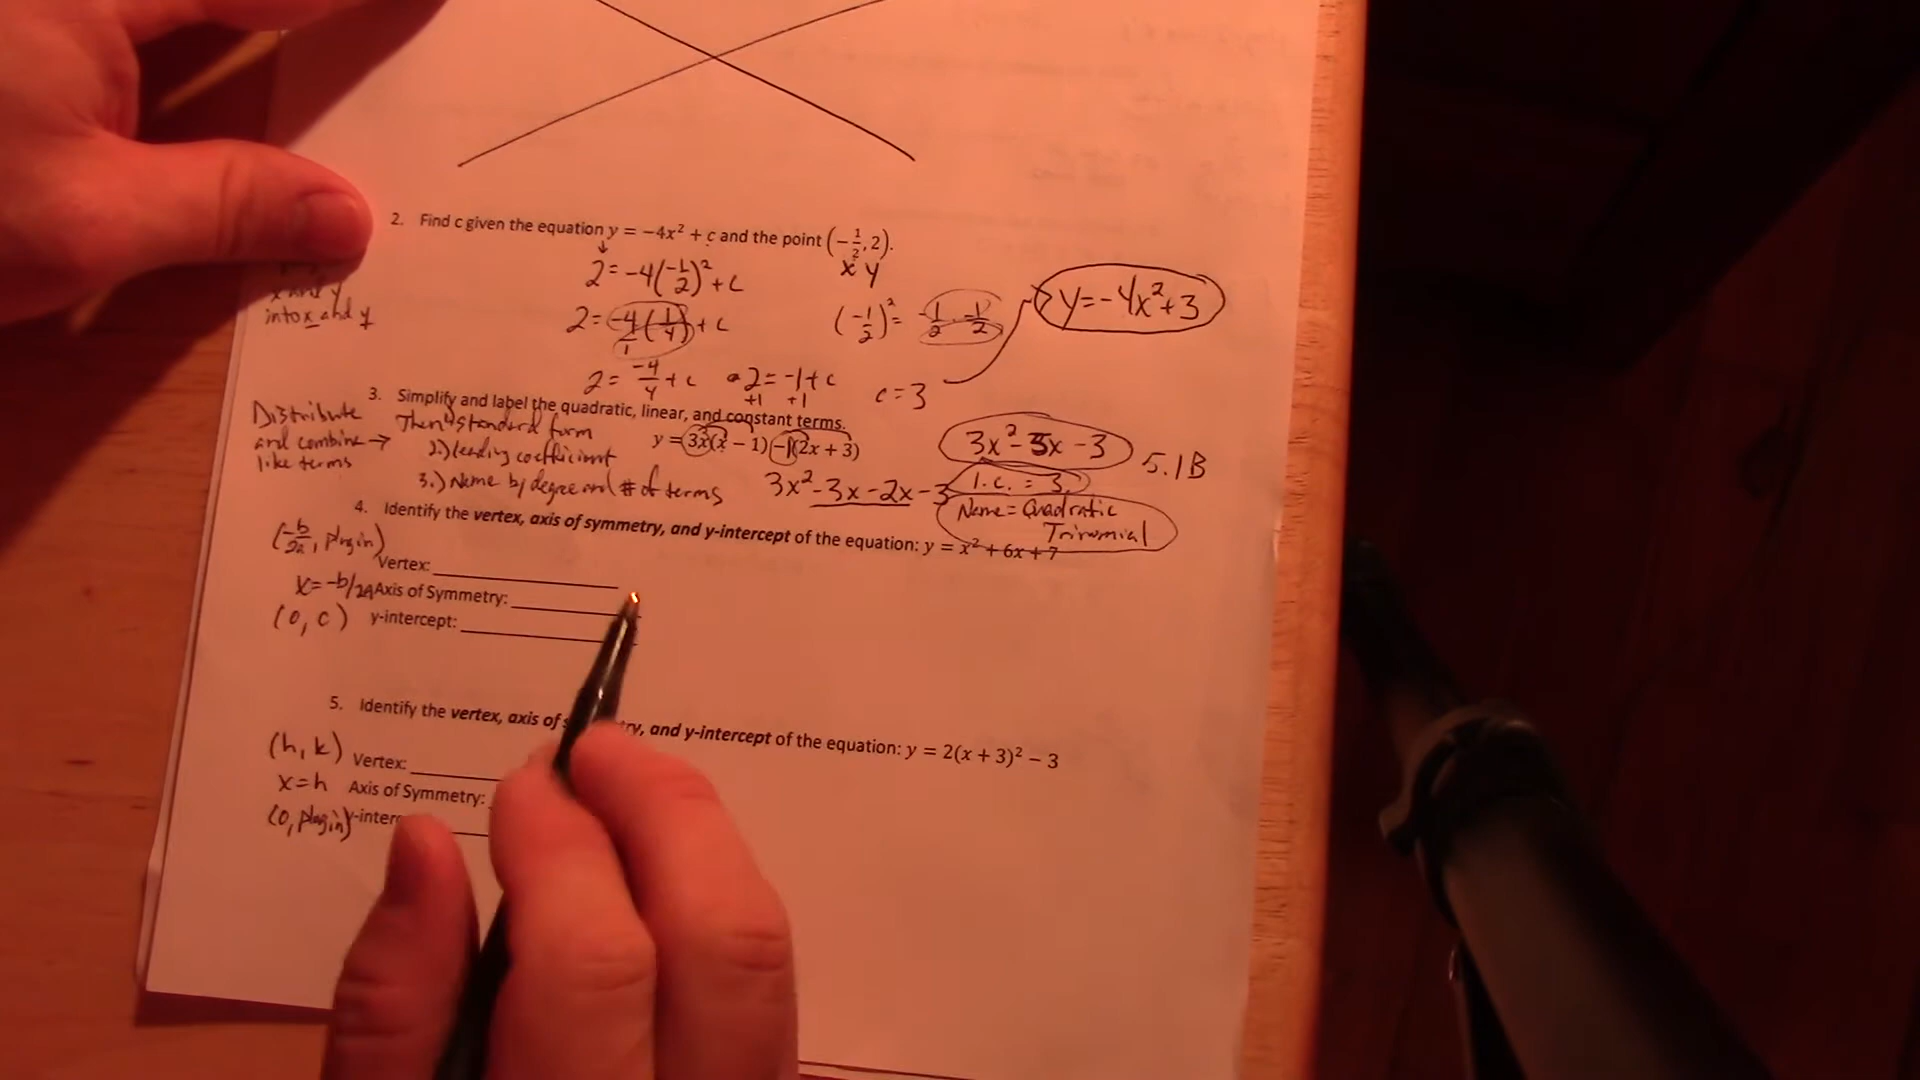 2. Find c given the equation y = −4x² + c and the point (−1/2, 2).
x y
2 = −4(−1/2)² + c
x and y
into x and y
2 = −4/1(1/4) + c
(−1/2)² = −1/2 · −1/2
y = −4x² + 3
2 = −4/4 + c
2 = −1 + c
+1 +1
c = 3
3. Simplify and label the quadratic, linear, and constant terms.
Distribute
and combine →
like terms
Then standard form
2.) leading coefficient
3.) Name by degree and # of terms
y = 3x(x − 1) −1(2x + 3)
3x² − 3x − 2x − 3
3x² − 5x − 3
5.1B
l.c. = 3
Name = Quadratic
Trinomial
4. Identify the vertex, axis of symmetry, and y-intercept of the equation: y = x² + 6x + 7
(−b/2a, plug in)
Vertex:
x = −b/2a Axis of Symmetry:
(0, c) y-intercept:
5. Identify the vertex, axis of and y-intercept of the equation: y = 2(x + 3)² − 3
(h, k) Vertex:
x = h Axis of Symmetry:
(0, plug in)